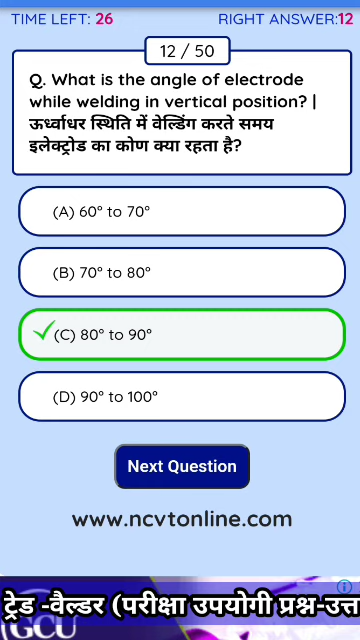 TIME LEFT: 26 RIGHT ANSWER:12
12 / 50
Q. What is the angle of electrode
while welding in vertical position? |
ऊर्ध्वाधर स्थिति में वेल्डिंग करते समय
इलेक्ट्रोड का कोण क्या रहता है?
(A) 60° to 70°
(B) 70° to 80°
(C) 80° to 90°
(D) 90° to 100°
Next Question
www.ncvtonline.com
ट्रेड -वैल्डर (परीक्षा उपयोगी प्रश्न-उत्त
GCU